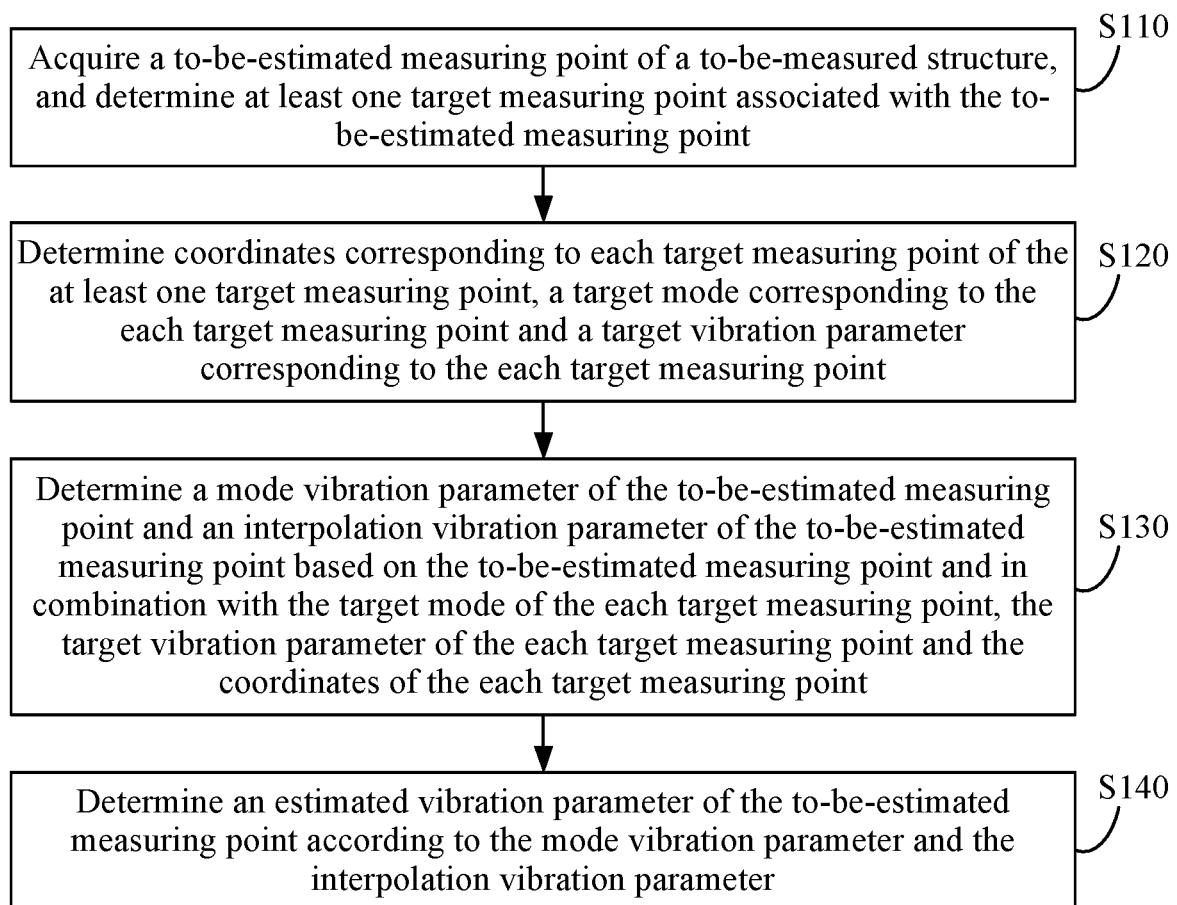 S110
Acquire a to-be-estimated measuring point of a to-be-measured structure,
and determine at least one target measuring point associated with the to-
be-estimated measuring point
S120
Determine coordinates corresponding to each target measuring point of the
at least one target measuring point, a target mode corresponding to the
each target measuring point and a target vibration parameter
corresponding to the each target measuring point
S130
Determine a mode vibration parameter of the to-be-estimated measuring
point and an interpolation vibration parameter of the to-be-estimated
measuring point based on the to-be-estimated measuring point and in
combination with the target mode of the each target measuring point, the
target vibration parameter of the each target measuring point and the
coordinates of the each target measuring point
S140
Determine an estimated vibration parameter of the to-be-estimated
measuring point according to the mode vibration parameter and the
interpolation vibration parameter